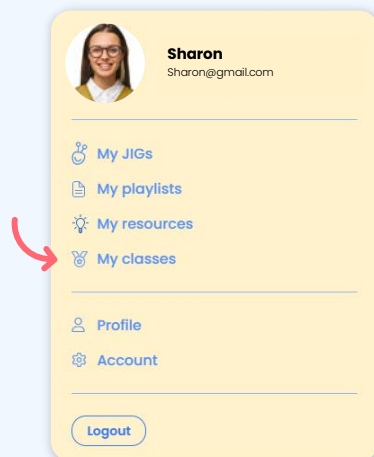 Sharon
Sharon@gmail.com
My JIGs
My playlists
My resources
My classes
Profile
Account
Logout